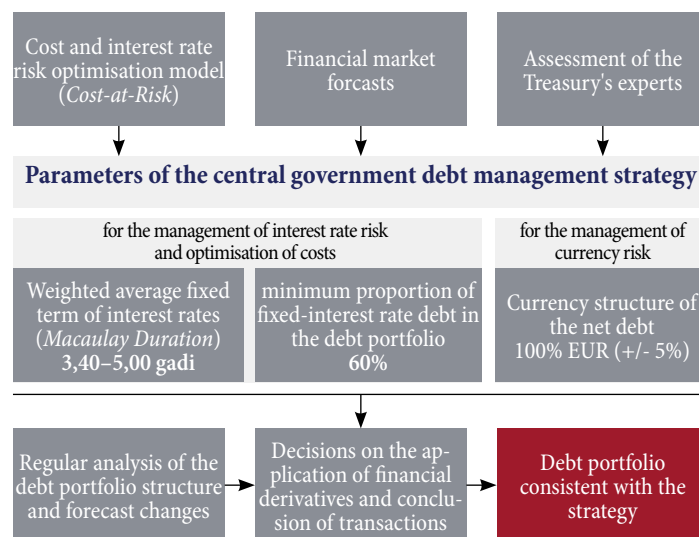 Cost and interest rate
risk optimisation model
(Cost-at-Risk)
Financial market
forcasts
Assessment of the
Treasury's experts
Parameters of the central government debt management strategy
for the management of interest rate risk
and optimisation of costs
for the management of
currency risk
Weighted average fixed
term of interest rates
(Macaulay Duration)
3,40–5,00 gadi
minimum proportion of
fixed-interest rate debt in
the debt portfolio
60%
Currency structure of
the net debt
100% EUR (+/- 5%)
Regular analysis of the
debt portfolio structure
and forecast changes
Decisions on the ap-
plication of financial
derivatives and conclu-
sion of transactions
Debt portfolio
consistent with the
strategy